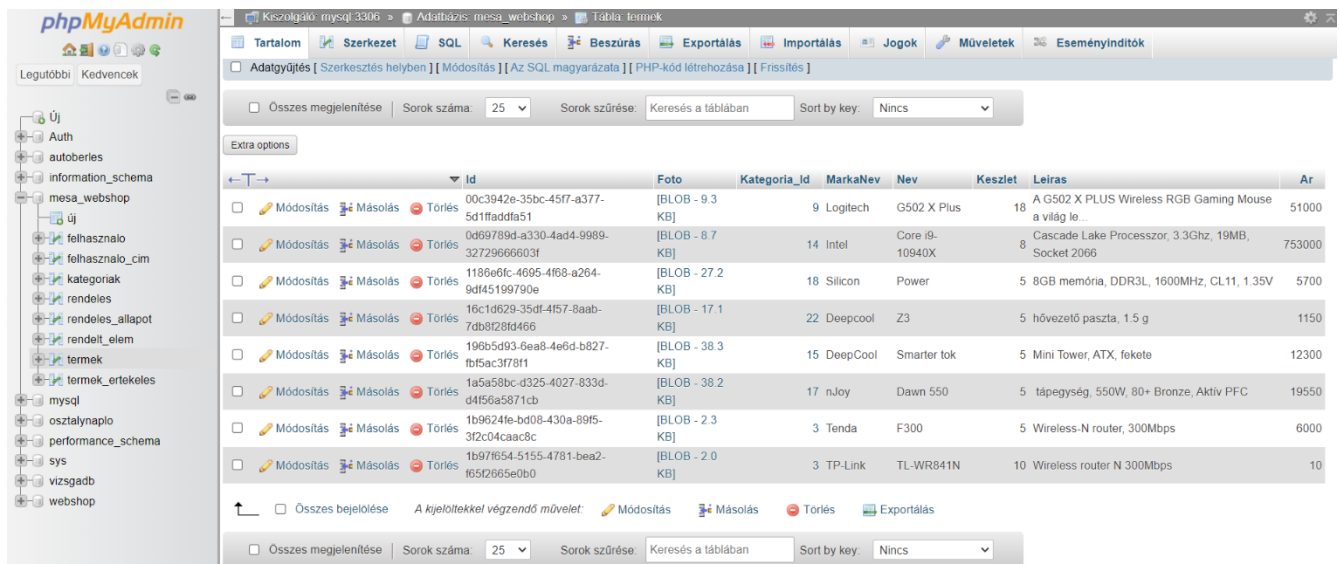 phpMyAdmin
Legutóbbi Kedvencek
Új
Auth
autoberles
information_schema
mesa_webshop
új
felhasznalo
felhasznalo_cim
kategoriak
rendeles
rendeles_allapot
rendelt_elem
termek
termek_ertekeles
mysql
osztalynaplo
performance_schema
sys
vizsgadb
webshop
Kiszolgáló: mysql:3306 » Adatbázis: mesa_webshop » Tábla: termek
Tartalom Szerkezet SQL Keresés Beszúrás Exportálás Importálás Jogok Műveletek Eseményindítók
Adatgyűjtés [ Szerkesztés helyben ] [ Módosítás ] [ Az SQL magyarázata ] [ PHP-kód létrehozása ] [ Frissítés ]
Összes megjelenítése Sorok száma: 25 Sorok szűrése: Keresés a táblában Sort by key: Nincs
Extra options
←T→ Id Foto Kategoria_Id MarkaNev Nev Keszlet Leiras Ar
Módosítás Másolás Törlés 00c3942e-35bc-45f7-a377-5d1ffaddfa51 [BLOB - 9.3 KB] 9 Logitech G502 X Plus 18 A G502 X PLUS Wireless RGB Gaming Mouse a világ le... 51000
Módosítás Másolás Törlés 0d69789d-a330-4ad4-9989-32729666603f [BLOB - 8.7 KB] 14 Intel Core i9-10940X 8 Cascade Lake Processzor, 3.3Ghz, 19MB, Socket 2066 753000
Módosítás Másolás Törlés 1186e6fc-4695-4f68-a264-9df45199790e [BLOB - 27.2 KB] 18 Silicon Power 5 8GB memória, DDR3L, 1600MHz, CL11, 1.35V 5700
Módosítás Másolás Törlés 16c1d629-35df-4f57-8aab-7db8f28fd466 [BLOB - 17.1 KB] 22 Deepcool Z3 5 hővezető paszta, 1.5 g 1150
Módosítás Másolás Törlés 196b5d93-6ea8-4e6d-b827-fbf5ac3f78f1 [BLOB - 38.3 KB] 15 DeepCool Smarter tok 5 Mini Tower, ATX, fekete 12300
Módosítás Másolás Törlés 1a5a58bc-d325-4027-833d-d4f56a5871cb [BLOB - 38.2 KB] 17 nJoy Dawn 550 5 tápegység, 550W, 80+ Bronze, Aktív PFC 19550
Módosítás Másolás Törlés 1b9624fe-bd08-430a-89f5-3f2c04caac8c [BLOB - 2.3 KB] 3 Tenda F300 5 Wireless-N router, 300Mbps 6000
Módosítás Másolás Törlés 1b97f654-5155-4781-bea2-f65f2665e0b0 [BLOB - 2.0 KB] 3 TP-Link TL-WR841N 10 Wireless router N 300Mbps 10
Összes bejelölése A kijelöltekkel végzendő művelet: Módosítás Másolás Törlés Exportálás
Összes megjelenítése Sorok száma: 25 Sorok szűrése: Keresés a táblában Sort by key: Nincs